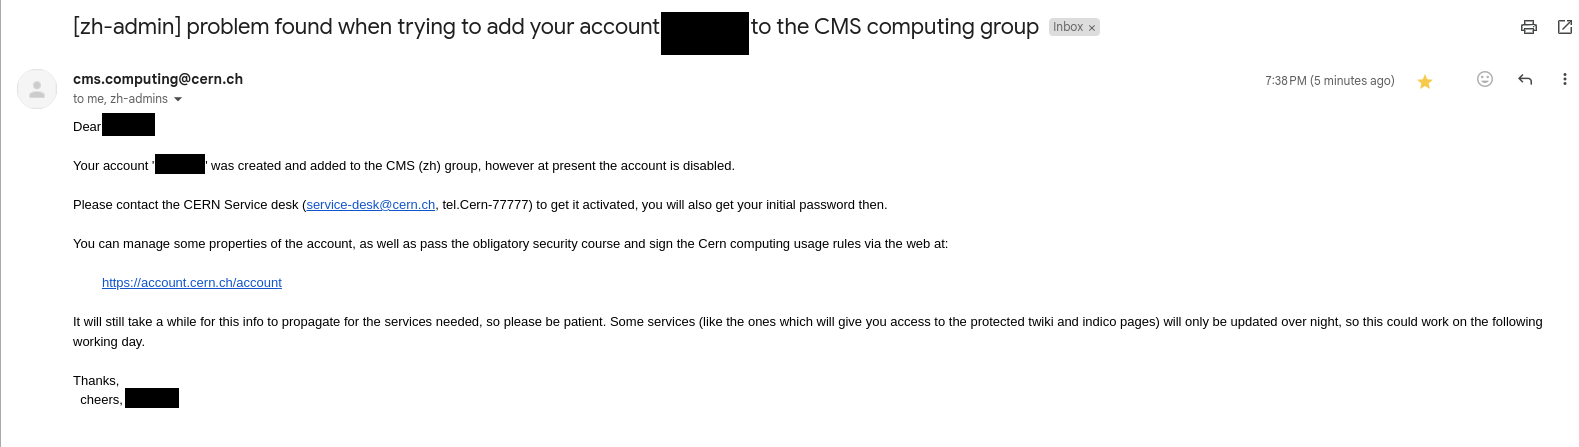 [zh-admin] problem found when trying to add your account to the CMS computing group Inbox ×
cms.computing@cern.ch 7:38 PM (5 minutes ago)
to me, zh-admins
Dear
Your account '' was created and added to the CMS (zh) group, however at present the account is disabled.
Please contact the CERN Service desk (service-desk@cern.ch, tel.Cern-77777) to get it activated, you will also get your initial password then.
You can manage some properties of the account, as well as pass the obligatory security course and sign the Cern computing usage rules via the web at:
https://account.cern.ch/account
It will still take a while for this info to propagate for the services needed, so please be patient. Some services (like the ones which will give you access to the protected twiki and indico pages) will only be updated over night, so this could work on the following
working day.
Thanks,
cheers,